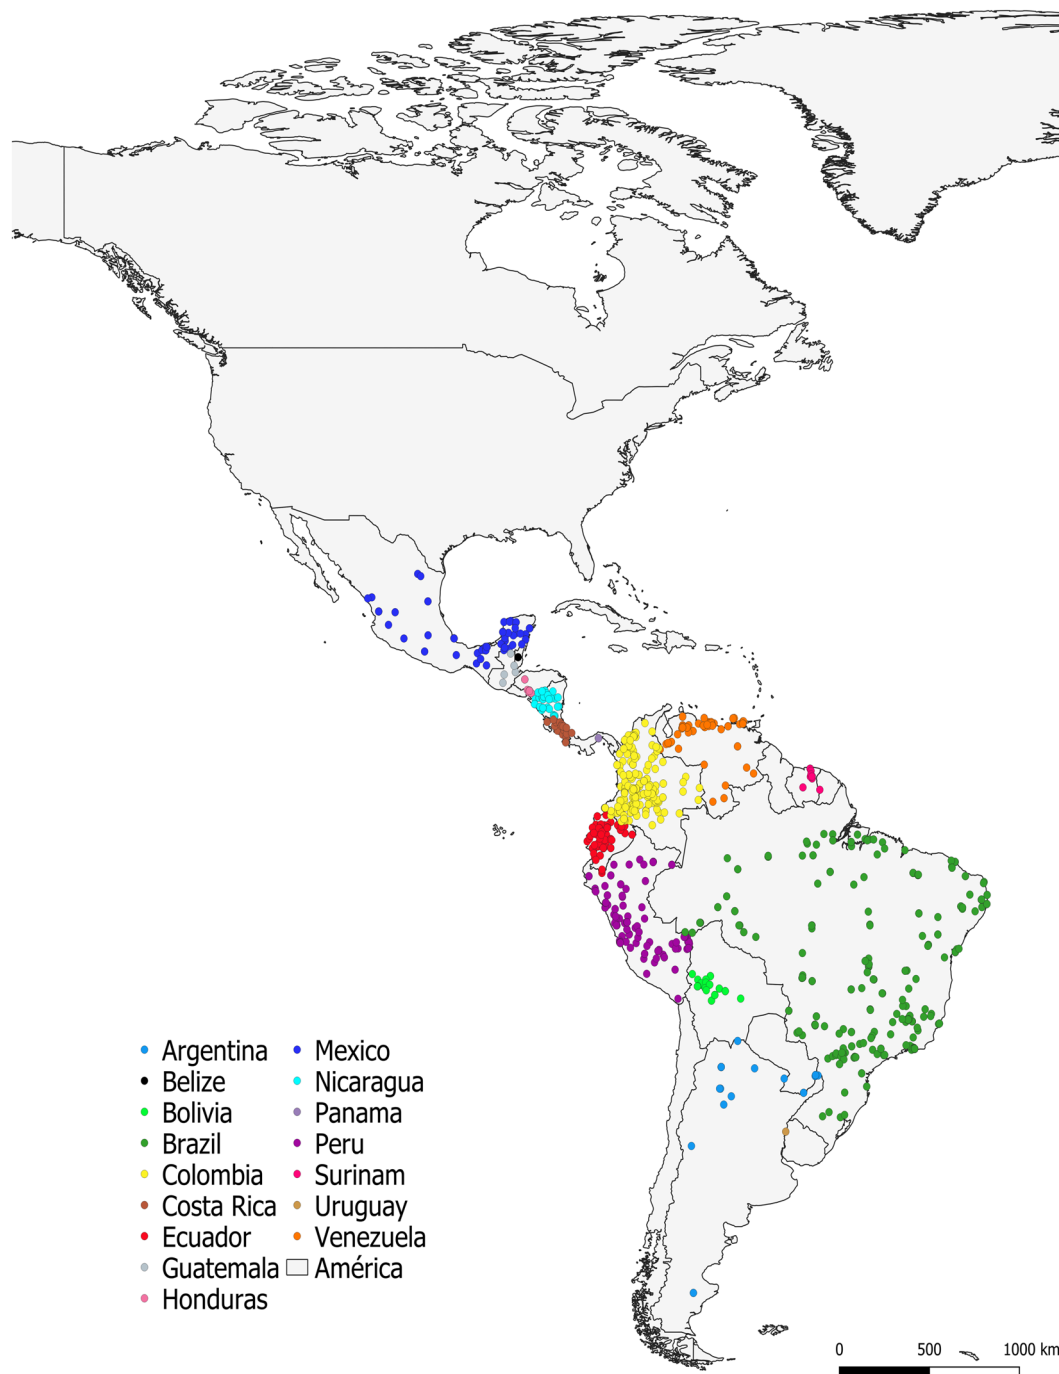 Argentina
Belize
Bolivia
Brazil
Colombia
Costa Rica
Ecuador
Guatemala
Honduras
Mexico
Nicaragua
Panama
Peru
Surinam
Uruguay
Venezuela
América
0 500 1000 km